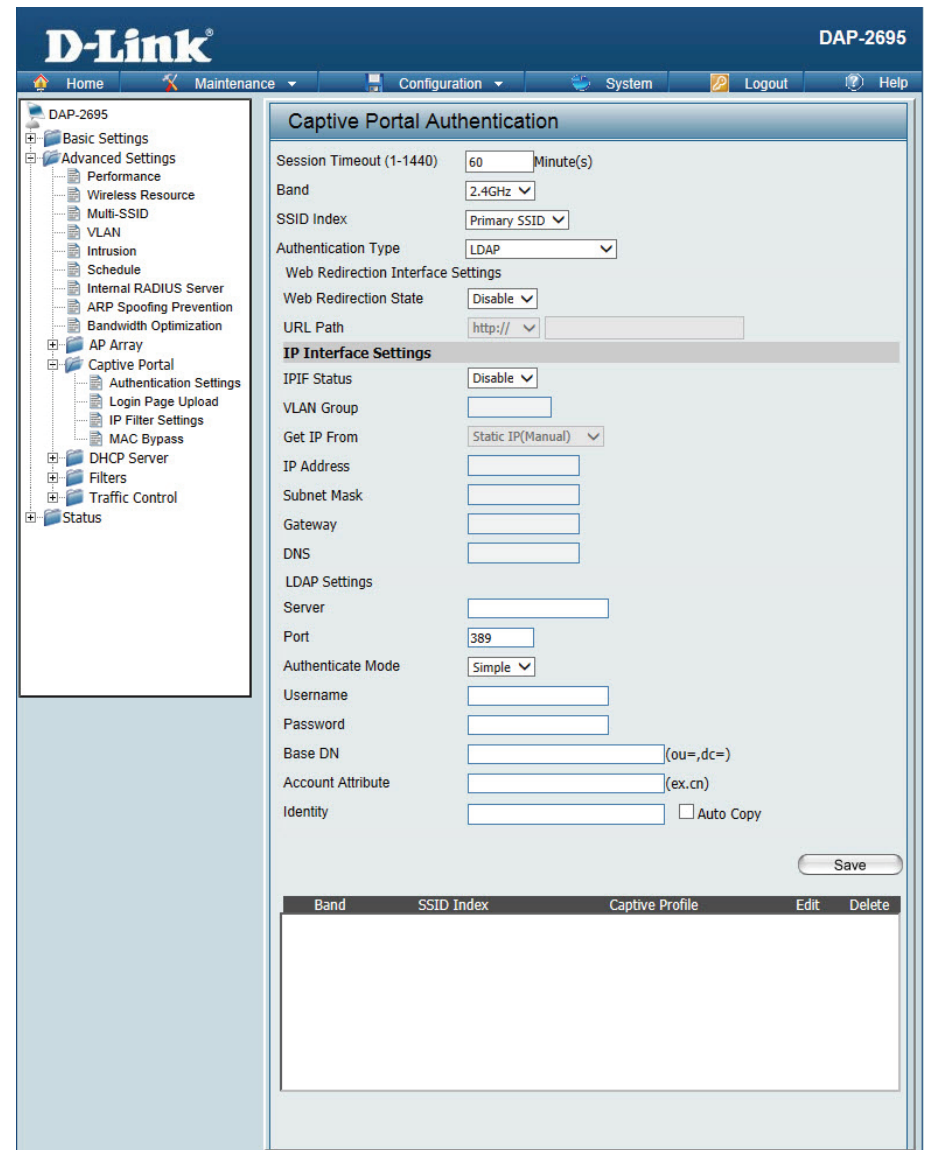 D-Link®
DAP-2695
Home Maintenance Configuration System Logout Help
DAP-2695
Basic Settings
Advanced Settings
Performance
Wireless Resource
Multi-SSID
VLAN
Intrusion
Schedule
Internal RADIUS Server
ARP Spoofing Prevention
Bandwidth Optimization
AP Array
Captive Portal
Authentication Settings
Login Page Upload
IP Filter Settings
MAC Bypass
DHCP Server
Filters
Traffic Control
Status
Captive Portal Authentication
Session Timeout (1-1440) 60 Minute(s)
Band 2.4GHz
SSID Index Primary SSID
Authentication Type LDAP
Web Redirection Interface Settings
Web Redirection State Disable
URL Path http://
IP Interface Settings
IPIF Status Disable
VLAN Group
Get IP From Static IP(Manual)
IP Address
Subnet Mask
Gateway
DNS
LDAP Settings
Server
Port 389
Authenticate Mode Simple
Username
Password
Base DN (ou=,dc=)
Account Attribute (ex.cn)
Identity Auto Copy
Save
Band SSID Index Captive Profile Edit Delete